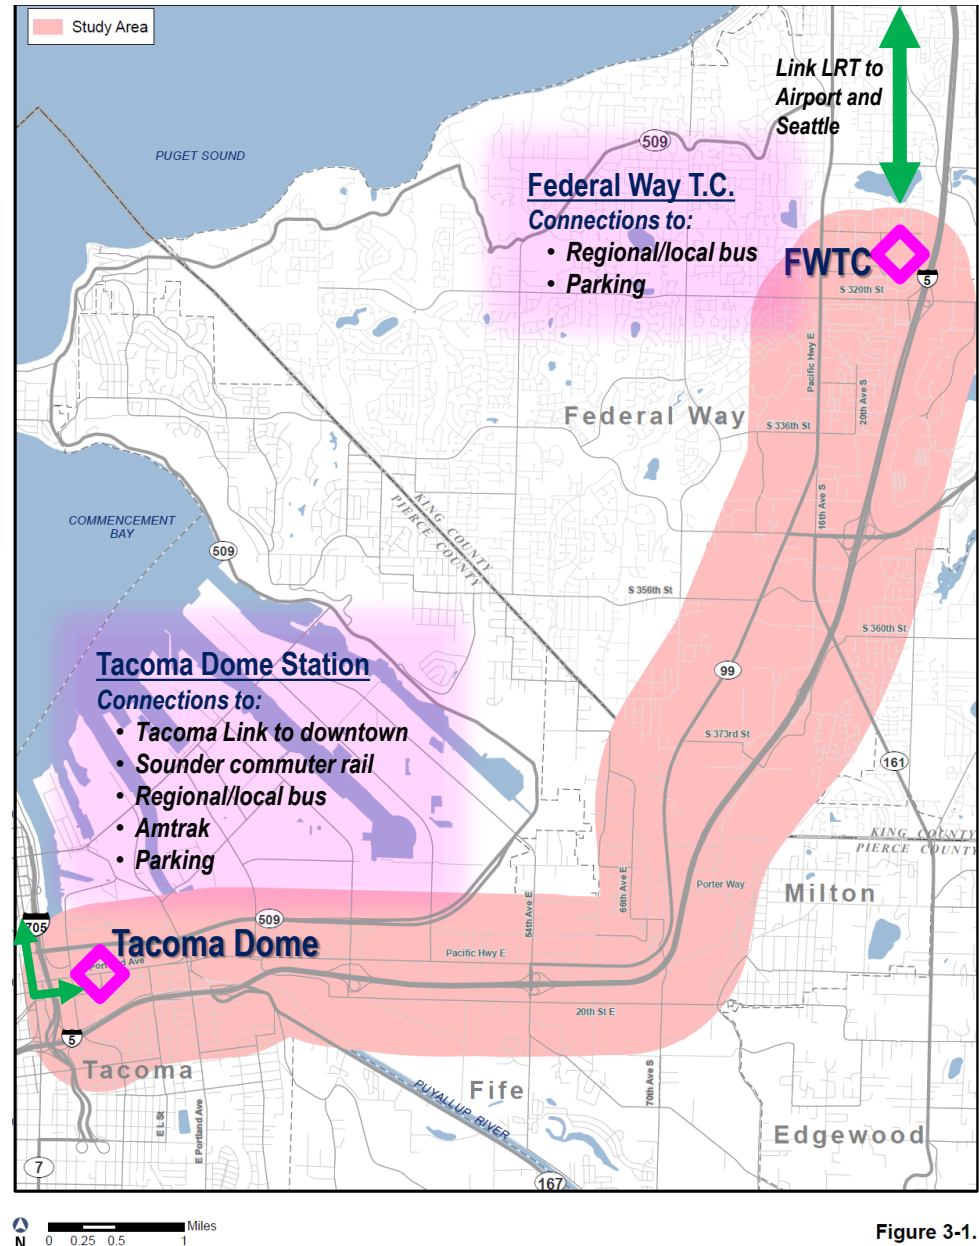 Study Area
Link LRT to
Airport and
Seattle
PUGET SOUND
509
Federal Way T.C.
Connections to:
• Regional/local bus
• Parking
FWTC
5
S 320th St
Pacific Hwy E
20th Ave S
Federal Way
S 336th St
16th Ave S
KING COUNTY
PIERCE COUNTY
COMMENCEMENT
BAY
509
S 356th St
S 360th St
Tacoma Dome Station
Connections to:
• Tacoma Link to downtown
• Sounder commuter rail
• Regional/local bus
• Amtrak
• Parking
99
S 373rd St
161
KING COUNTY
PIERCE COUNTY
Milton
Porter Way
66th Ave E
54th Ave E
509
705
Tacoma Dome
Portland Ave
Pacific Hwy E
20th St E
5
Tacoma
Fife
PUYALLUP RIVER
70th Ave S
E L St
E Portland Ave
Edgewood
7
167
N
0 0.25 0.5 1
Miles
Figure 3-1.